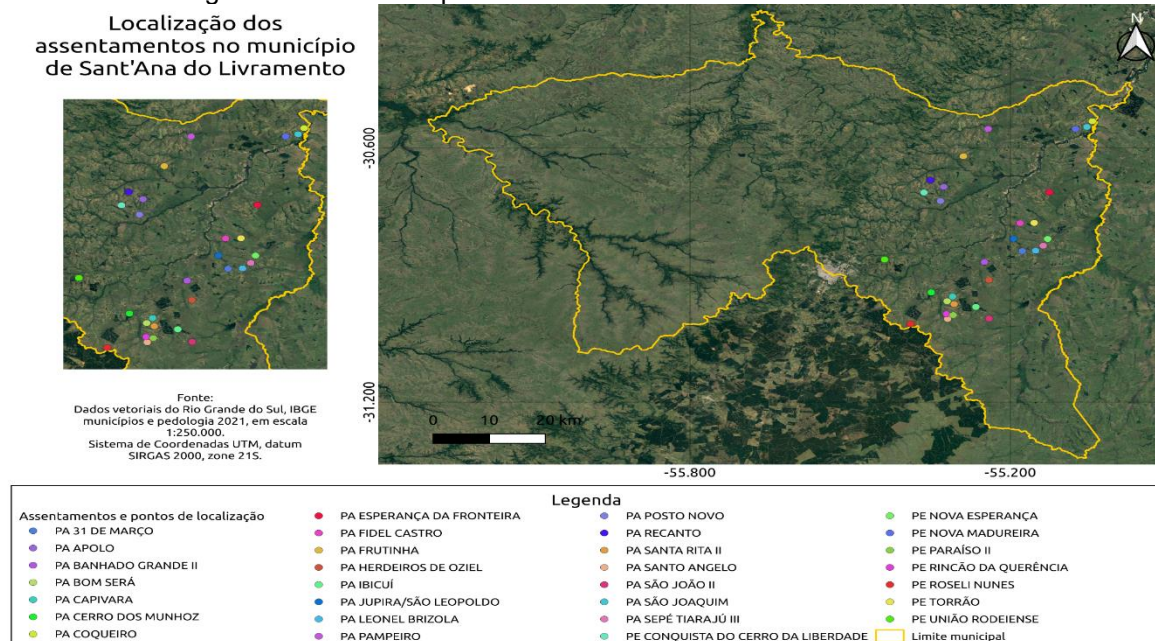 Localização dos
assentamentos no município
de Sant'Ana do Livramento
Fonte:
Dados vetoriais do Rio Grande do Sul, IBGE
municípios e pedologia 2021, em escala
1:250.000.
Sistema de Coordenadas UTM, datum
SIRGAS 2000, zone 21S.
N
-30.600
-31.200
0 10 20 km
-55.800 -55.200
Legenda
Assentamentos e pontos de localização
PA 31 DE MARÇO
PA APOLO
PA BANHADO GRANDE II
PA BOM SERÁ
PA CAPIVARA
PA CERRO DOS MUNHOZ
PA COQUEIRO
PA ESPERANÇA DA FRONTEIRA
PA FIDEL CASTRO
PA FRUTINHA
PA HERDEIROS DE OZIEL
PA IBICUÍ
PA JUPIRA/SÃO LEOPOLDO
PA LEONEL BRIZOLA
PA PAMPEIRO
PA POSTO NOVO
PA RECANTO
PA SANTA RITA II
PA SANTO ANGELO
PA SÃO JOÃO II
PA SÃO JOAQUIM
PA SEPÉ TIARAJÚ III
PE CONQUISTA DO CERRO DA LIBERDADE
PE NOVA ESPERANÇA
PE NOVA MADUREIRA
PE PARAÍSO II
PE RINCÃO DA QUERÊNCIA
PE ROSELI NUNES
PE TORRÃO
PE UNIÃO RODEIENSE
Limite municipal